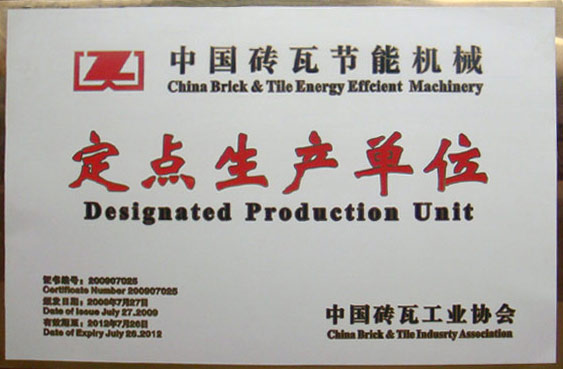 中国砖瓦节能机械
China Brick & Tile Energy Effcient Machinery
定点生产单位
Designated Production Unit
证书编号：200907025
Certificate Number 200907025
颁发日期：2009年7月27日
Date of Issue July 27.2009
有效期至：2012年7月26日
Date of Expiry July 26.2012
中国砖瓦工业协会
China Brick & Tile Indusrty Association